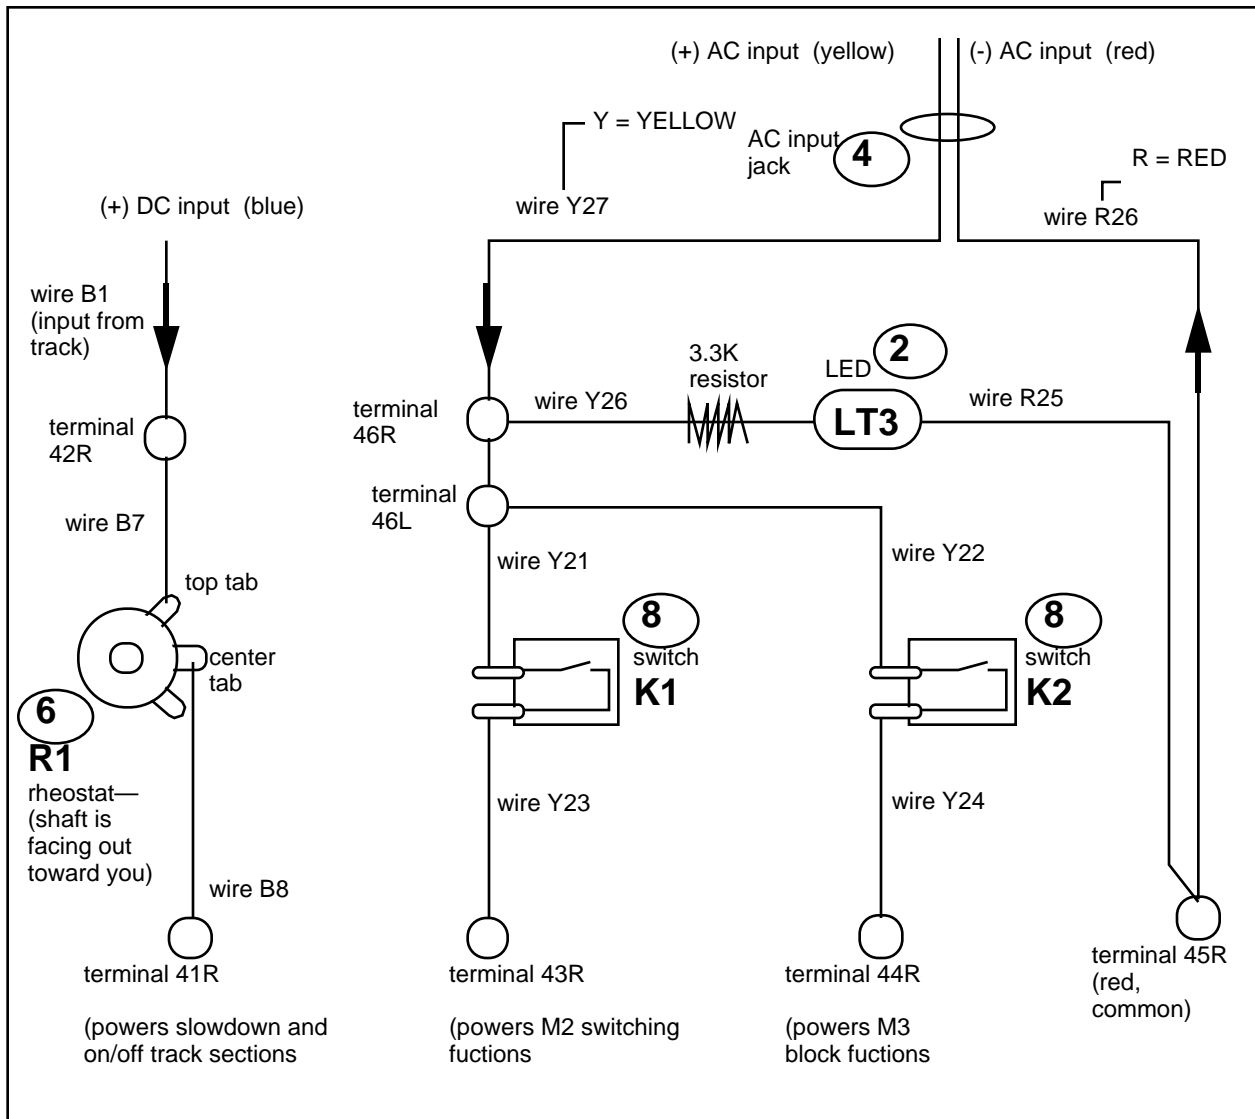 (+) AC input (yellow)
(-) AC input (red)
Y = YELLOW
AC input
jack
4
R = RED
(+) DC input (blue)
wire Y27
wire R26
wire B1
(input from
track)
2
LED
3.3K
resistor
LT3
wire Y26
wire R25
terminal
46R
terminal
42R
terminal
46L
wire B7
wire Y21
wire Y22
top tab
center
tab
8
switch
K1
8
switch
K2
6
R1
rheostat—
(shaft is
facing out
toward you)
wire Y23
wire Y24
wire B8
terminal 41R
(powers slowdown and
on/off track sections
terminal 43R
(powers M2 switching
fuctions
terminal 44R
(powers M3
block fuctions
terminal 45R
(red,
common)